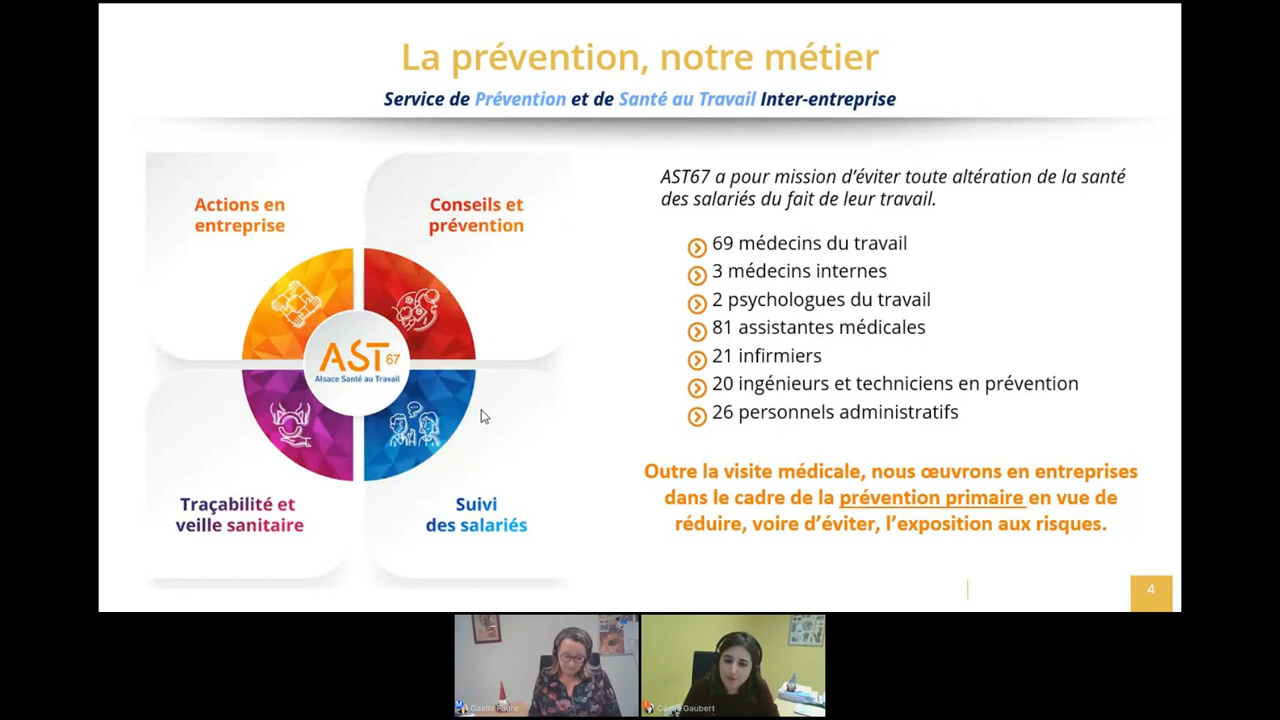 La prévention, notre métier
Service de Prévention et de Santé au Travail Inter-entreprise
Actions en
entreprise
Conseils et
prévention
AST67
Alsace Santé au Travail
Traçabilité et
veille sanitaire
Suivi
des salariés
AST67 a pour mission d'éviter toute altération de la santé
des salariés du fait de leur travail.
69 médecins du travail
3 médecins internes
2 psychologues du travail
81 assistantes médicales
21 infirmiers
20 ingénieurs et techniciens en prévention
26 personnels administratifs
Outre la visite médicale, nous œuvrons en entreprises
dans le cadre de la prévention primaire en vue de
réduire, voire d'éviter, l'exposition aux risques.
4
Gaelle Faure
Cécile Gaubert